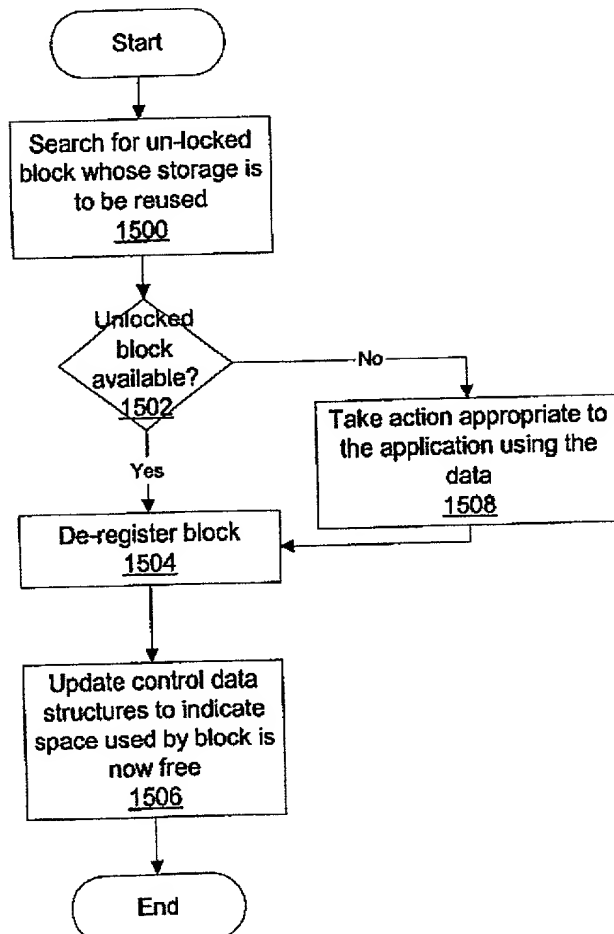 Start
Search for un-locked
block whose storage is
to be reused
1500
Unlocked
block
available?
1502
No
Take action appropriate to
the application using the
data
1508
Yes
De-register block
1504
Update control data
structures to indicate
space used by block is
now free
1506
End